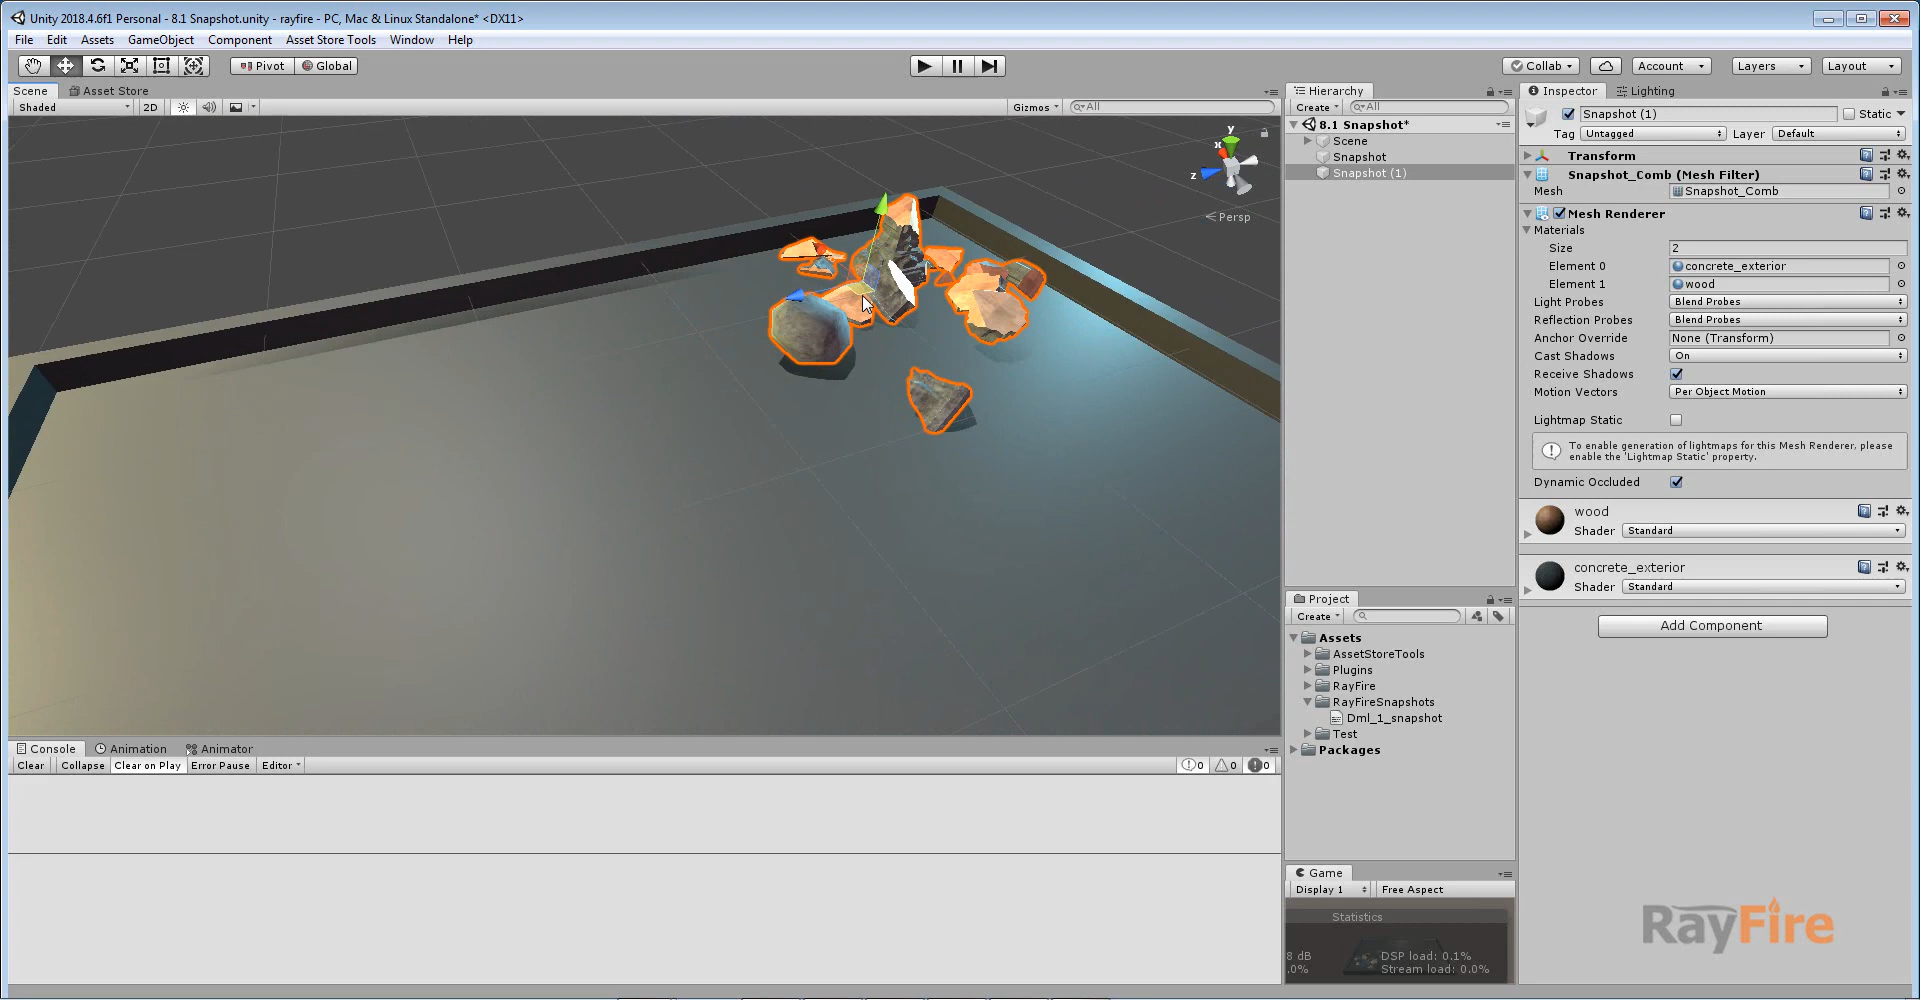 Unity 2018.4.6f1 Personal - 8.1 Snapshot.unity - rayfire - PC, Mac & Linux Standalone* <DX11>
File Edit Assets GameObject Component Asset Store Tools Window Help
Pivot Global Collab Account Layers Layout
Scene Asset Store
Shaded 2D Gizmos All
y
x
z
Persp
Hierarchy
Create All
8.1 Snapshot*
Scene
Snapshot
Snapshot (1)
Inspector Lighting
Snapshot (1) Static
Tag Untagged Layer Default
Transform
Snapshot_Comb (Mesh Filter)
Mesh Snapshot_Comb
Mesh Renderer
Materials
Size 2
Element 0 concrete_exterior
Element 1 wood
Light Probes Blend Probes
Reflection Probes Blend Probes
Anchor Override None (Transform)
Cast Shadows On
Receive Shadows
Motion Vectors Per Object Motion
Lightmap Static
To enable generation of lightmaps for this Mesh Renderer, please
enable the 'Lightmap Static' property.
Dynamic Occluded
wood
Shader Standard
concrete_exterior
Shader Standard
Add Component
Project
Create
Assets
AssetStoreTools
Plugins
RayFire
RayFireSnapshots
Dml_1_snapshot
Test
Packages
Console Animation Animator
Clear Collapse Clear on Play Error Pause Editor 0 0 0
Game
Display 1 Free Aspect
Statistics
8 dB DSP load: 0.1%
.0% Stream load: 0.0%
RayFire